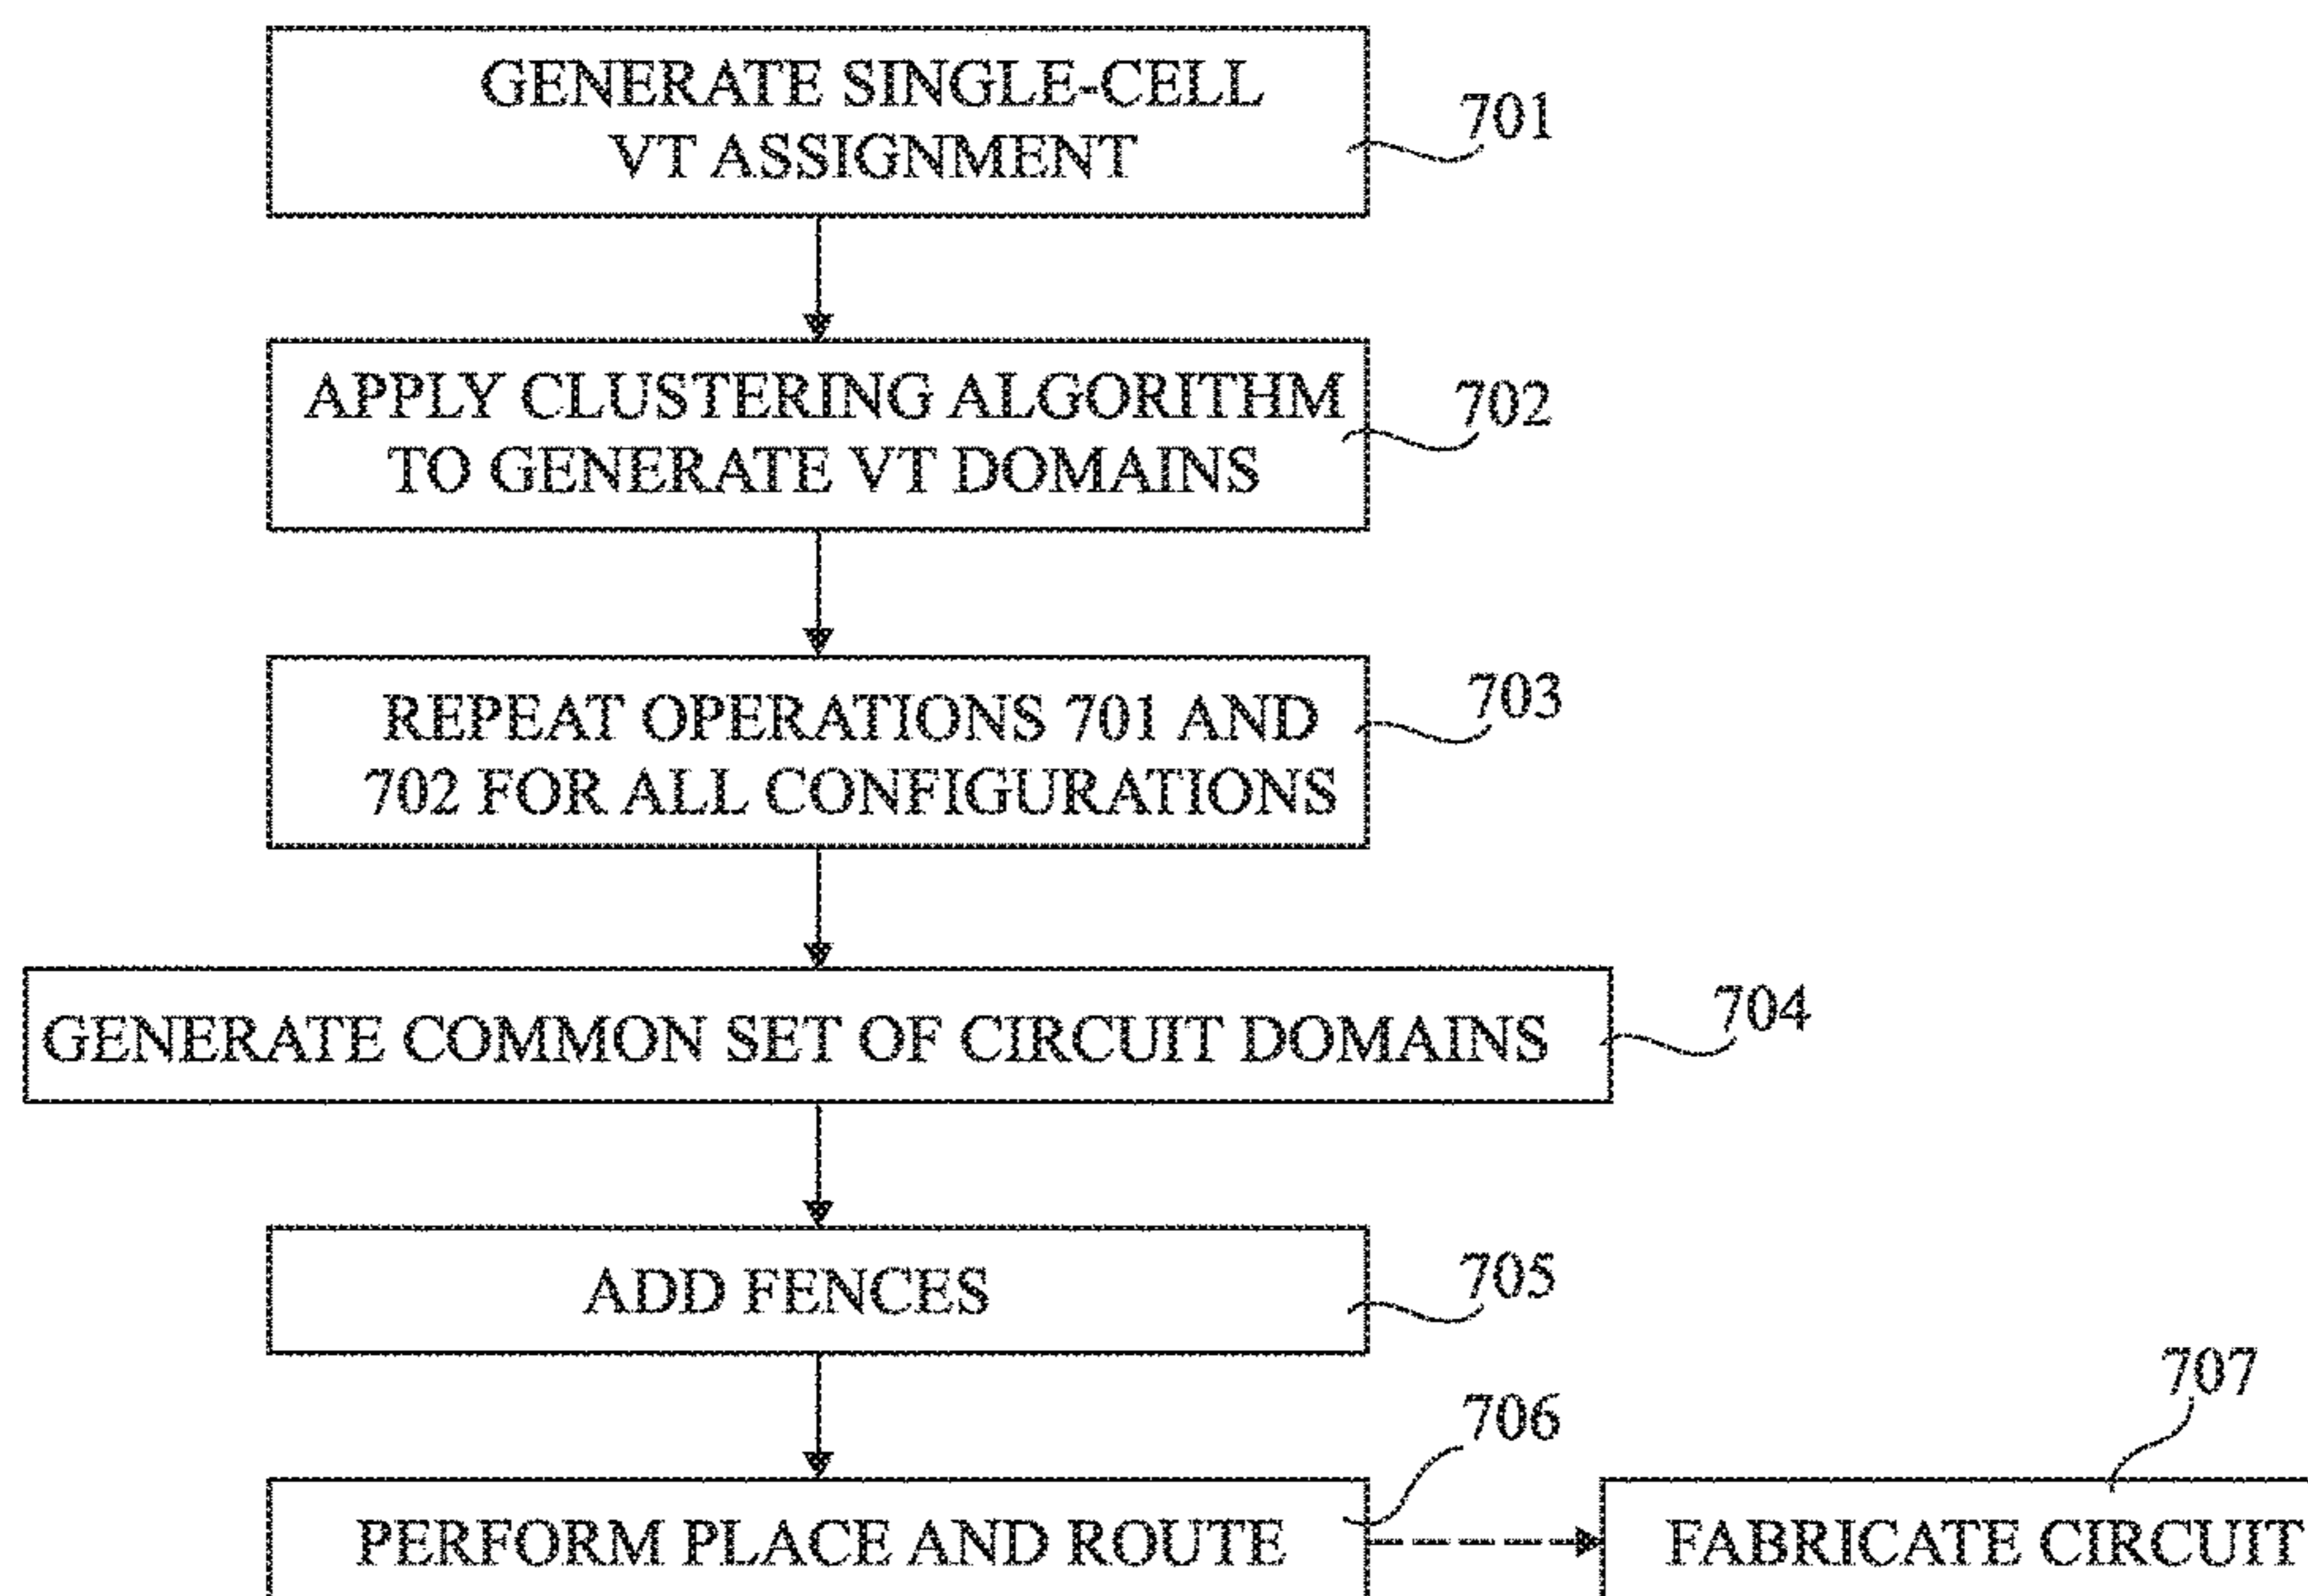 GENERATE SINGLE-CELL
VT ASSIGNMENT
701
APPLY CLUSTERING ALGORITHM
TO GENERATE VT DOMAINS
702
REPEAT OPERATIONS 701 AND
702 FOR ALL CONFIGURATIONS
703
GENERATE COMMON SET OF CIRCUIT DOMAINS
704
ADD FENCES
705
PERFORM PLACE AND ROUTE
706
FABRICATE CIRCUIT
707